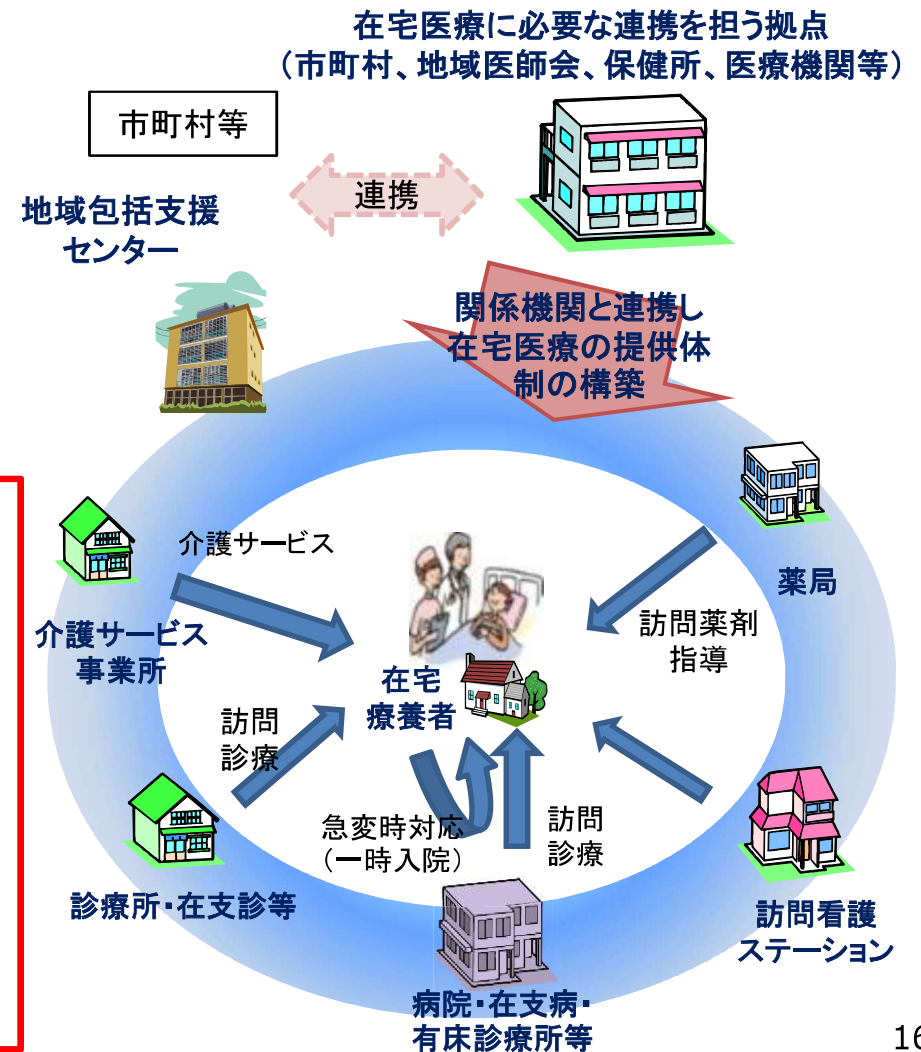 在宅医療に必要な連携を担う拠点
（市町村、地域医師会、保健所、医療機関等）
市町村等
連携
地域包括支援
センター
関係機関と連携し
在宅医療の提供体
制の構築
介護サービス
薬局
介護サービス
事業所
訪問薬剤
指導
在宅
療養者
訪問
診療
急変時対応
（一時入院）
訪問
診療
診療所・在支診等
訪問看護
ステーション
病院・在支病・
有床診療所等
16